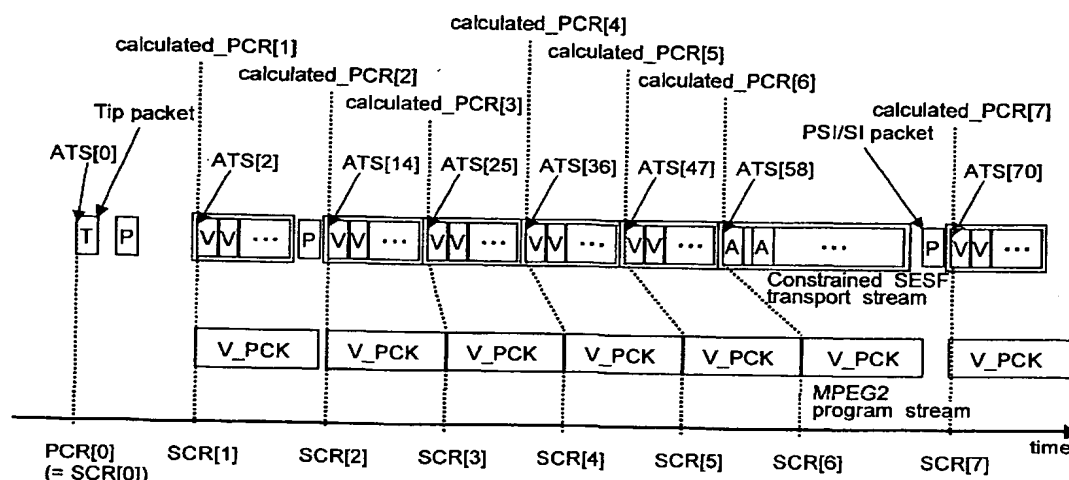 calculated_PCR[4]
calculated_PCR[1]
calculated_PCR[5]
calculated_PCR[2]
calculated_PCR[6]
calculated_PCR[3]
calculated_PCR[7]
Tip packet
PSI/SI packet
ATS[0]
ATS[2]
ATS[14]
ATS[25]
ATS[36]
ATS[47]
ATS[58]
ATS[70]
T P V V ... P V V ... V V ... V V ... V V ... A A ... P V V ...
Constrained SESF
transport stream
V_PCK V_PCK V_PCK V_PCK V_PCK V_PCK V_PCK
MPEG2
program stream
time
PCR[0] SCR[1] SCR[2] SCR[3] SCR[4] SCR[5] SCR[6] SCR[7]
(= SCR[0])